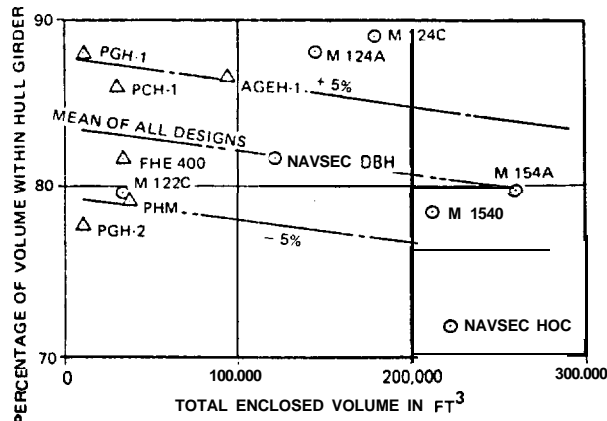 PERCENTAGE OF VOLUME WITHIN HULL GIRDER
90
80
70
M 124C
PGH-1
M 124A
PCH-1
AGEH-1
+ 5%
MEAN OF ALL DESIGNS
FHE 400
NAVSEC DBH
M 122C
M 154A
PHM
M 1540
PGH-2
- 5%
NAVSEC HOC
0
100.000
200,000
300.000
TOTAL ENCLOSED VOLUME IN FT³